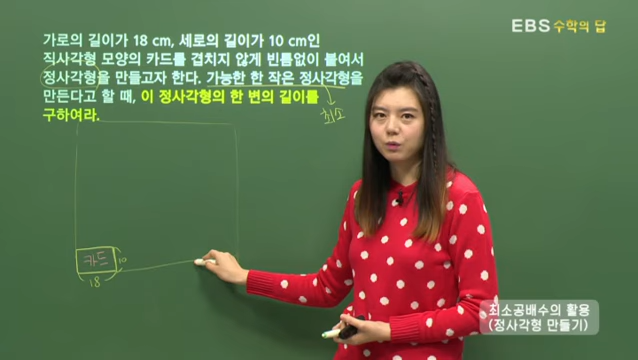 EBS 수학의 답
가로의 길이가 18 cm, 세로의 길이가 10 cm인
직사각형 모양의 카드를 겹치지 않게 빈틈없이 붙여서
정사각형을 만들고자 한다. 가능한 한 작은 정사각형을
만든다고 할 때, 이 정사각형의 한 변의 길이를
구하여라.
최소
카드
10
18
최소공배수의 활용
(정사각형 만들기)